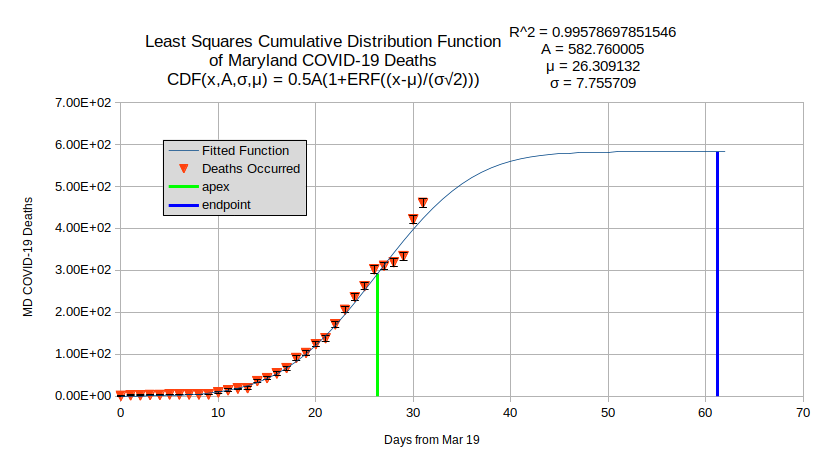 Least Squares Cumulative Distribution Function
of Maryland COVID-19 Deaths
CDF(x,A,σ,μ) = 0.5A(1+ERF((x-μ)/(σ√2)))
R^2 = 0.99578697851546
A = 582.760005
μ = 26.309132
σ = 7.755709
7.00E+02
6.00E+02
5.00E+02
4.00E+02
3.00E+02
2.00E+02
1.00E+02
0.00E+00
MD COVID-19 Deaths
Fitted Function
Deaths Occurred
apex
endpoint
0 10 20 30 40 50 60 70
Days from Mar 19